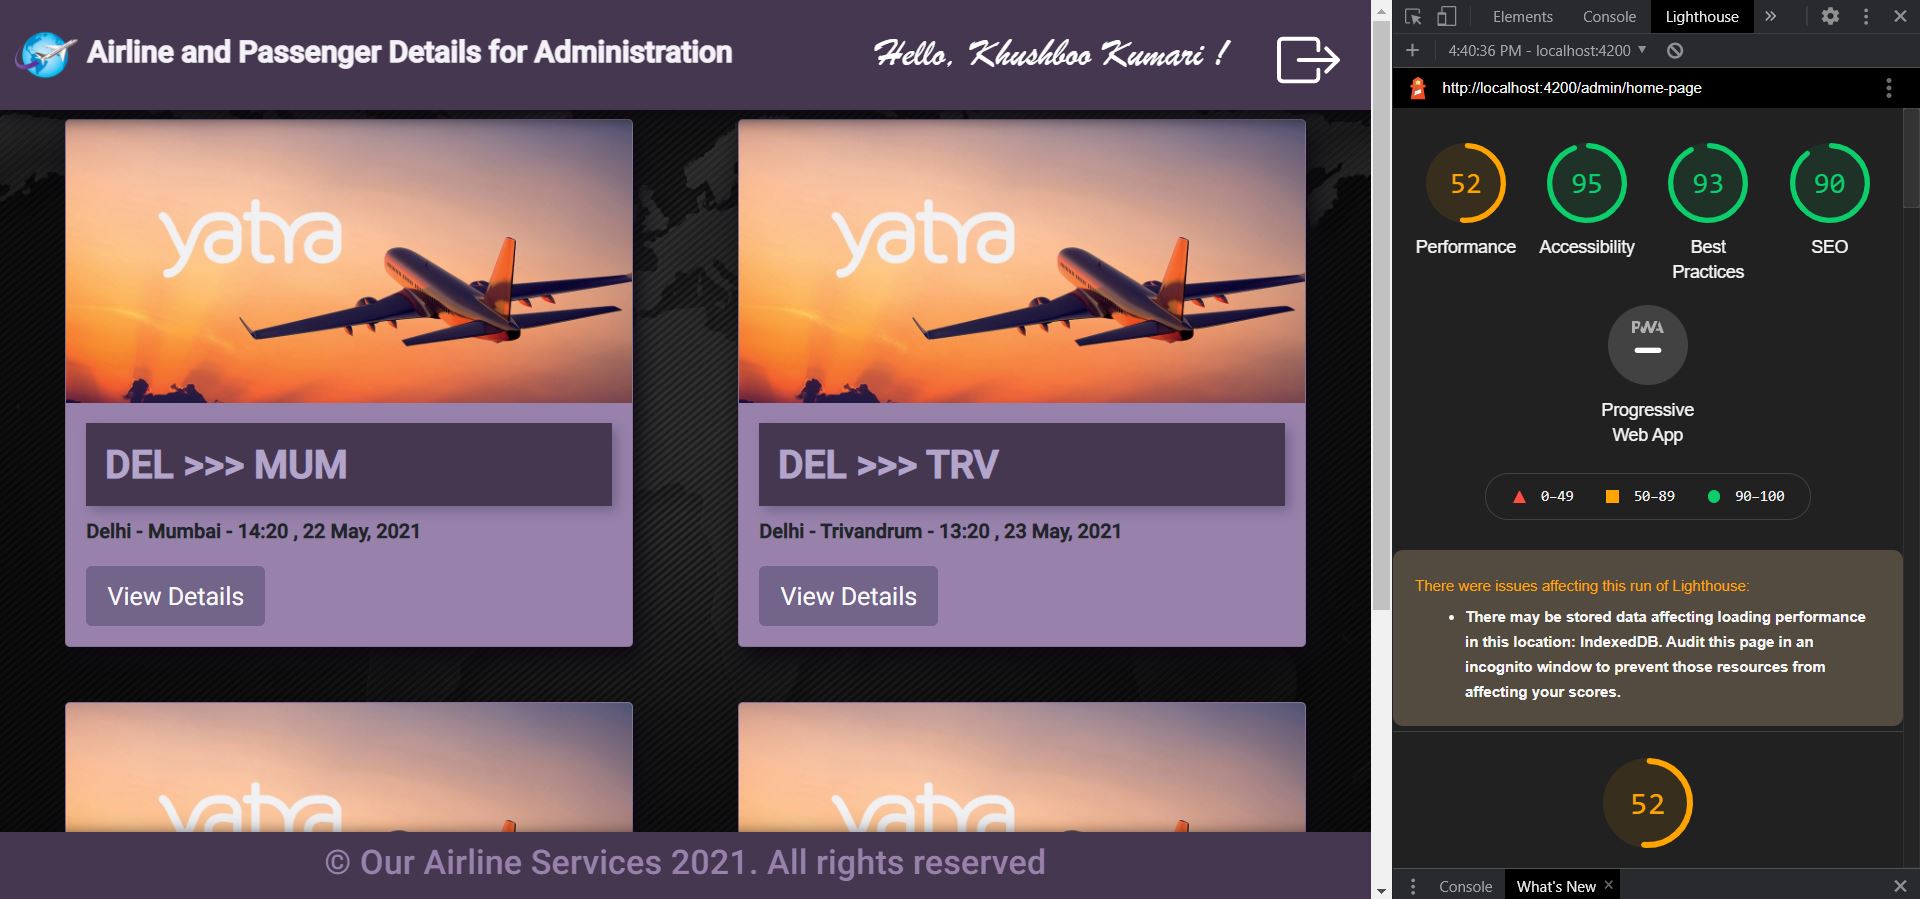 Airline and Passenger Details for Administration
Hello, Khushboo Kumari !
yatra
DEL >>> MUM
Delhi - Mumbai - 14:20 , 22 May, 2021
View Details
yatra
DEL >>> TRV
Delhi - Trivandrum - 13:20 , 23 May, 2021
View Details
yatra
yatra
© Our Airline Services 2021. All rights reserved
Elements Console Lighthouse
4:40:36 PM - localhost:4200
http://localhost:4200/admin/home-page
52 95 93 90
Performance Accessibility Best Practices SEO
PWA
Progressive
Web App
0–49 50–89 90–100
There were issues affecting this run of Lighthouse:
• There may be stored data affecting loading performance
in this location: IndexedDB. Audit this page in an
incognito window to prevent those resources from
affecting your scores.
52
Console What's New